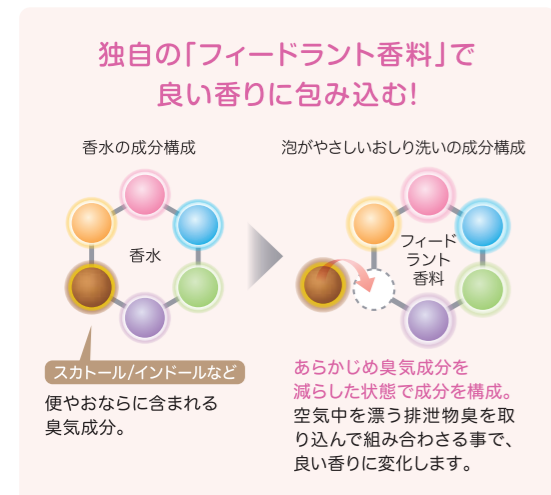 独自の「フィードラント香料」で
良い香りに包み込む!
香水の成分構成
香水
スカトール/インドールなど
便やおならに含まれる
臭気成分。
泡がやさしいおしり洗いの成分構成
フィード
ラント
香料
あらかじめ臭気成分を
減らした状態で成分を構成。
空気中を漂う排泄物臭を取
り込んで組み合わさる事で、
良い香りに変化します。